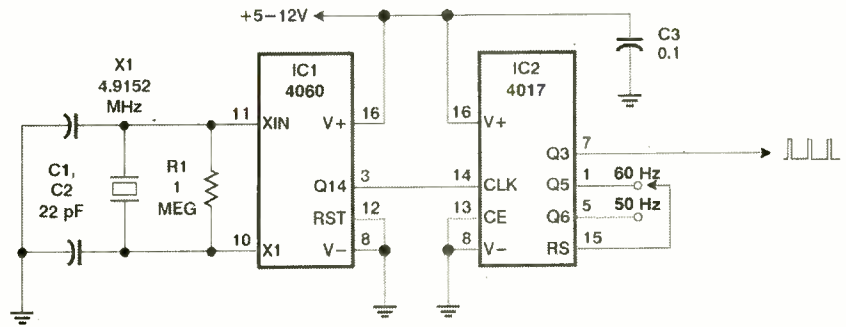 +5–12V
C3
0.1
X1
4.9152
MHz
IC1
4060
IC2
4017
11
XIN
V+
16
16
V+
C1,
C2
22 pF
R1
1
MEG
Q14
3
14
CLK
Q3
7
Q5
1
60 Hz
RST
12
13
CE
Q6
5
50 Hz
10
X1
V–
8
8
V–
RS
15